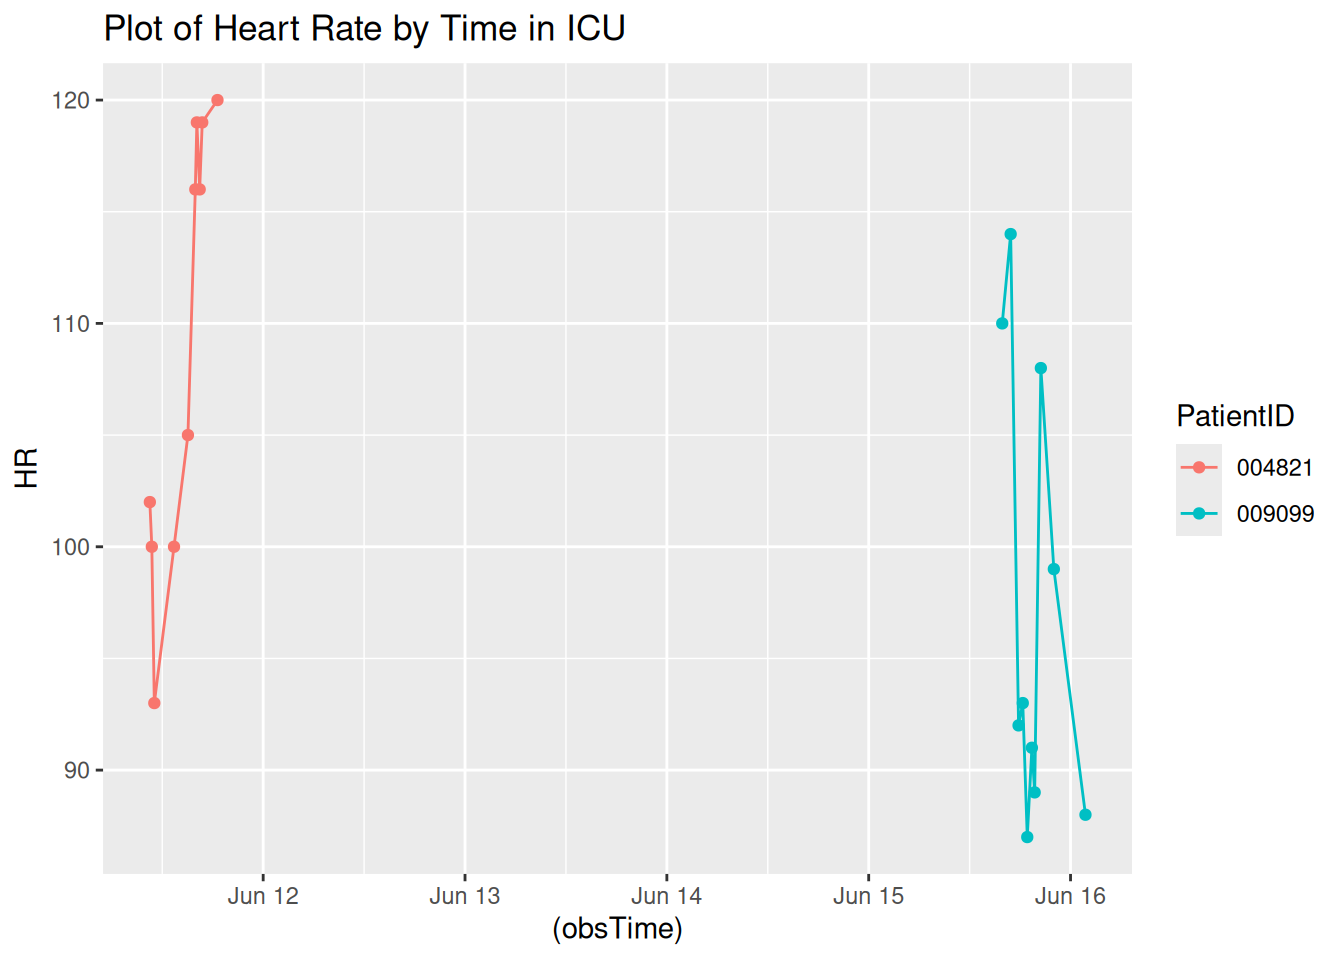 Plot of Heart Rate by Time in ICU
120
110
100
90
HR
Jun 12 Jun 13 Jun 14 Jun 15 Jun 16
(obsTime)
PatientID
004821
009099